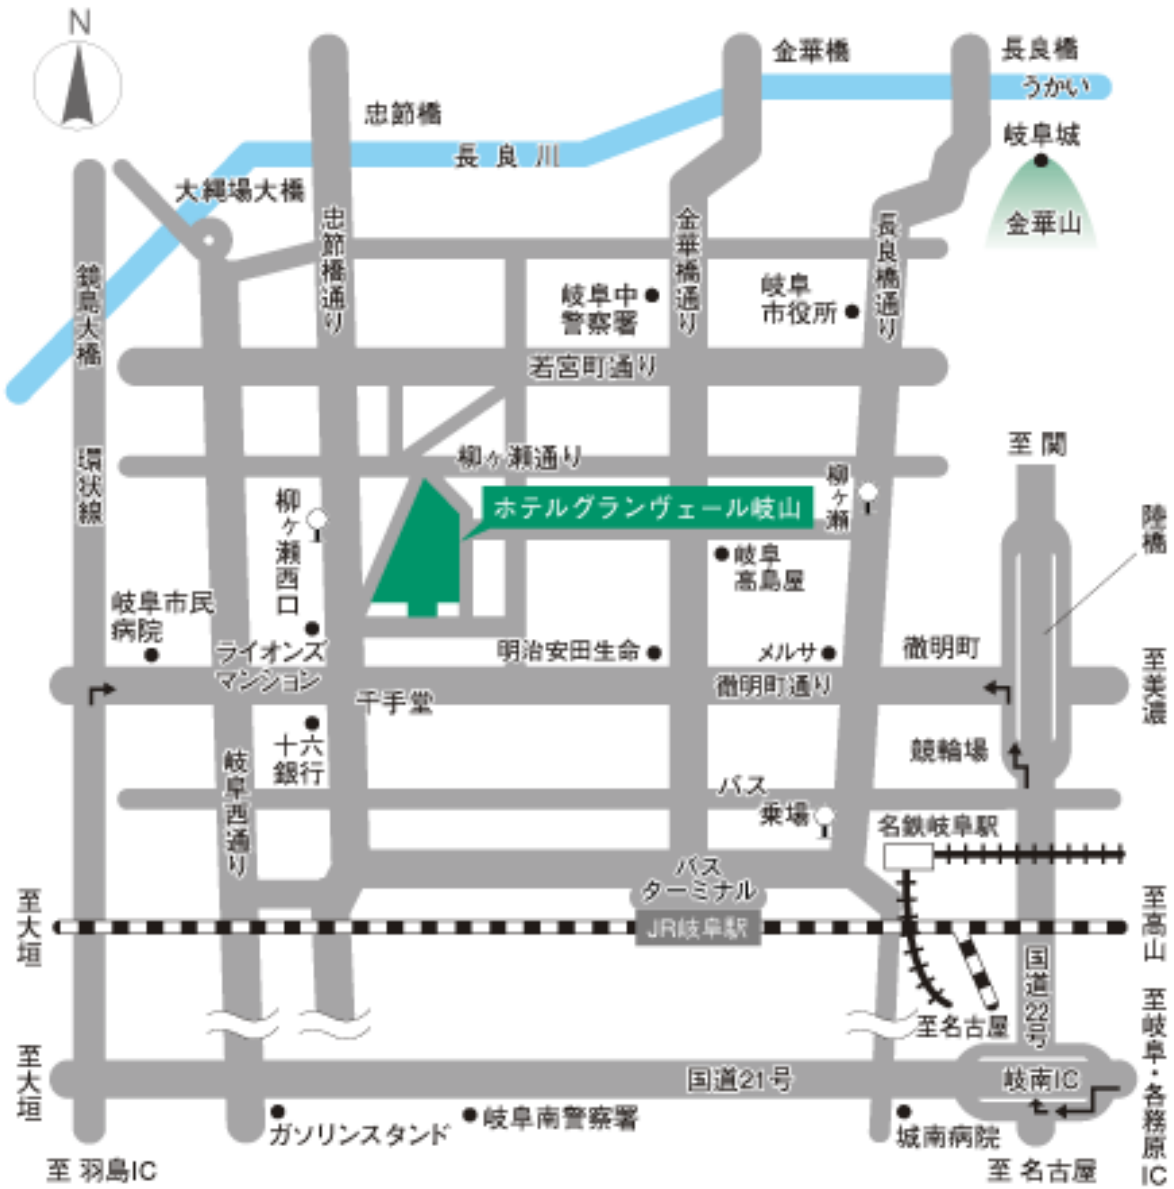 N
金華橋
長良橋
うかい
忠節橋
長良川
岐阜城
金華山
大縄場大橋
忠節橋通り
金華橋通り
長良橋通り
鏡島大橋
岐阜中
警察署
岐阜
市役所
若宮町通り
環状線
柳ヶ瀬通り
至 関
柳ヶ瀬
柳ヶ瀬西口
ホテルグランヴェール岐山
陸橋
岐阜
高島屋
岐阜市民
病院
ライオンズ
マンション
明治安田生命
メルサ
徹明町
徹明町通り
至美濃
千手堂
十六
銀行
岐阜西通り
競輪場
バス
乗場
名鉄岐阜駅
バス
ターミナル
JR岐阜駅
至大垣
至高山
国道22号
至名古屋
至岐阜・各務原IC
至大垣
国道21号
岐南IC
ガソリンスタンド
岐阜南警察署
城南病院
至 羽島IC
至 名古屋